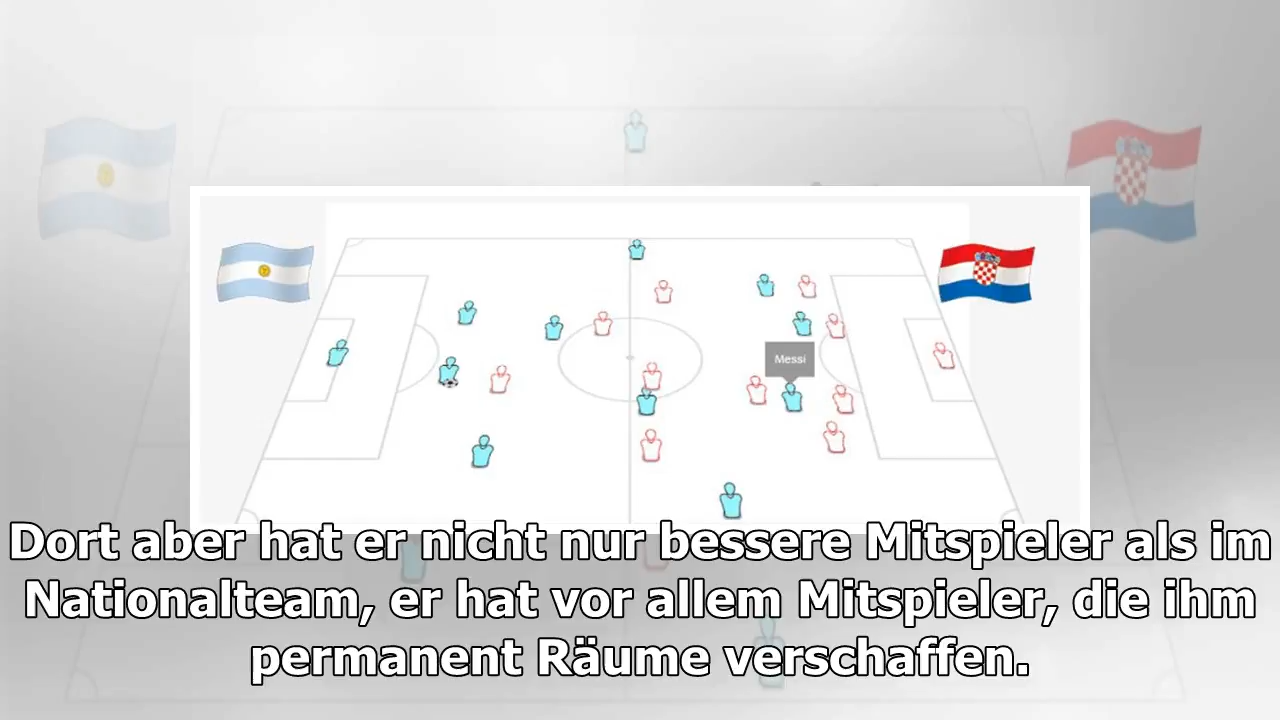 Messi
Dort aber hat er nicht nur bessere Mitspieler als im
Nationalteam, er hat vor allem Mitspieler, die ihm
permanent Räume verschaffen.